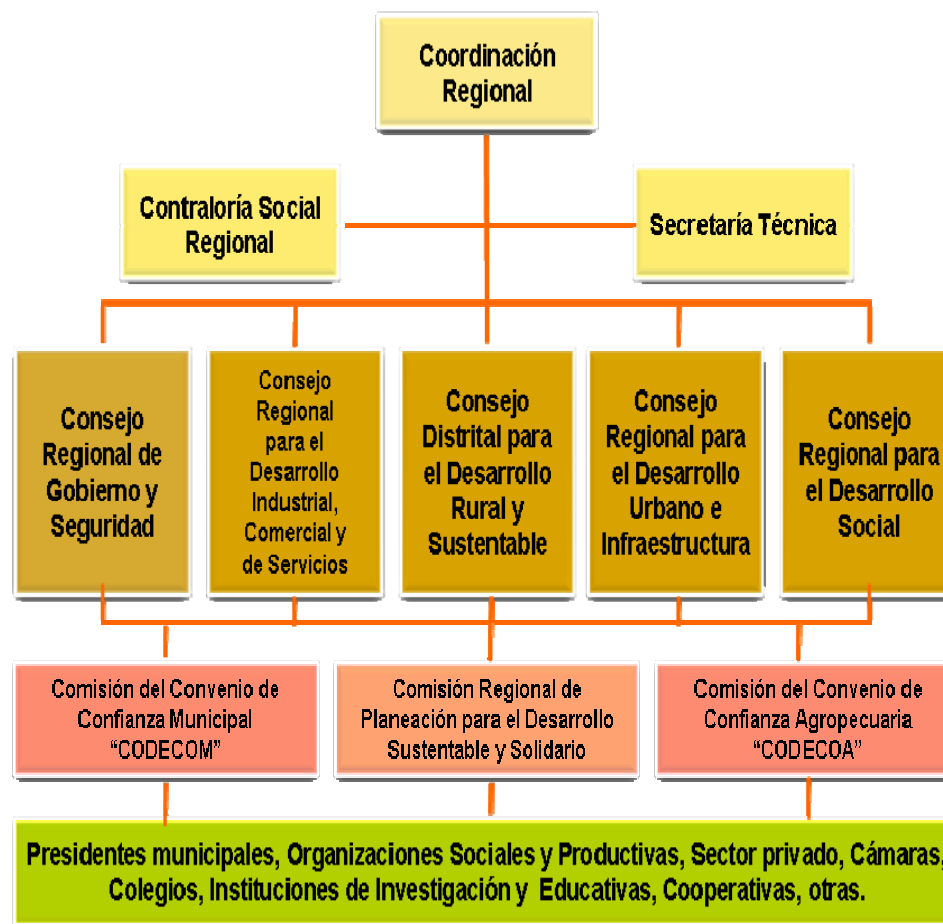 Coordinación
Regional
Contraloría Social
Regional
Secretaría Técnica
Consejo
Regional de
Gobierno y
Seguridad
Consejo
Regional
para el
Desarrollo
Industrial,
Comercial y
de Servicios
Consejo
Distrital para
el Desarrollo
Rural y
Sustentable
Consejo
Regional para
el Desarrollo
Urbano e
Infraestructura
Consejo
Regional para
el Desarrollo
Social
Comisión del Convenio de
Confianza Municipal
“CODECOM”
Comisión Regional de
Planeación para el Desarrollo
Sustentable y Solidario
Comisión del Convenio de
Confianza Agropecuaria
“CODECOA”
Presidentes municipales, Organizaciones Sociales y Productivas, Sector privado, Cámaras,
Colegios, Instituciones de Investigación y Educativas, Cooperativas, otras.